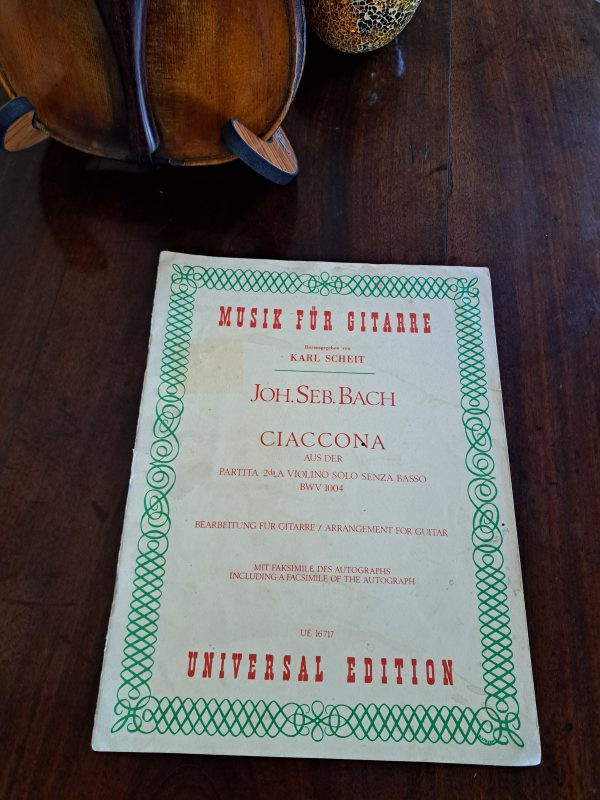 MUSIK FÜR GITARRE
Herausgegeben von
KARL SCHEIT
JOH. SEB. BACH
CIACCONA
AUS DER
PARTITA 2da A VIOLINO SOLO SENZA BASSO
BWV 1004
BEARBEITUNG FÜR GITARRE / ARRANGEMENT FOR GUITAR
MIT FAKSIMILE DES AUTOGRAPHS
INCLUDING A FACSIMILE OF THE AUTOGRAPH
UE 16717
UNIVERSAL EDITION